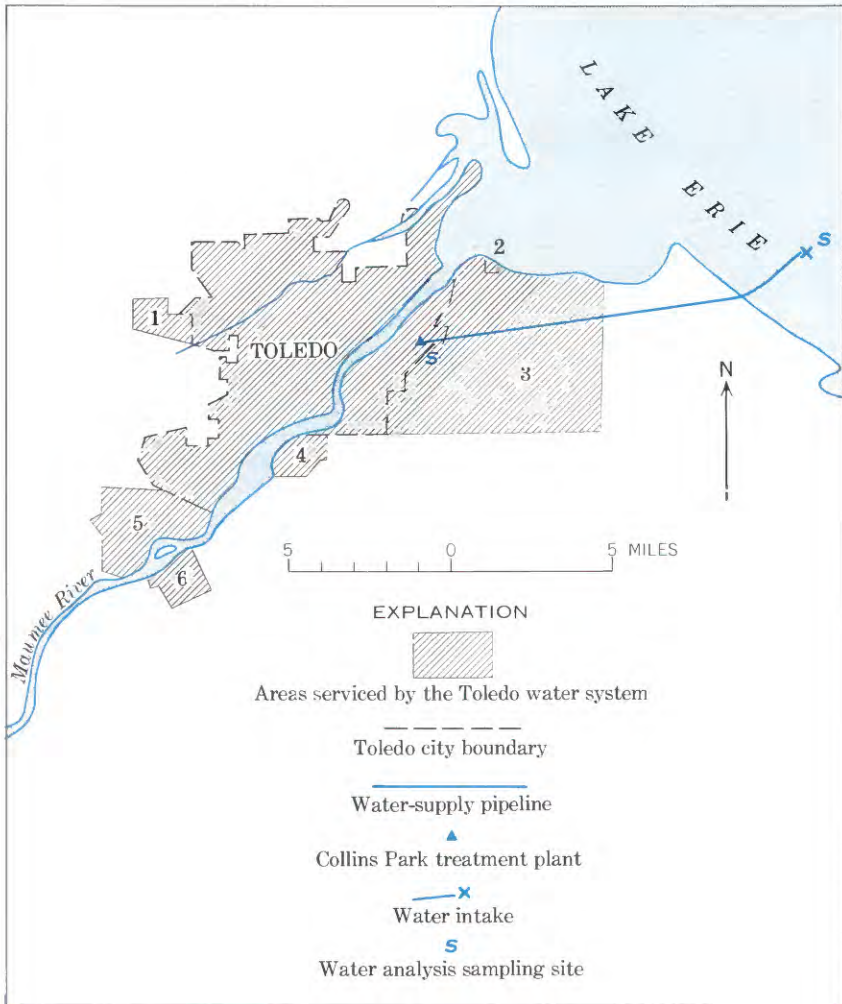 LAKE ERIE
S
2
1
TOLEDO
S
3
N
4
5
6
Maumee River
5 0 5 MILES
EXPLANATION
Areas serviced by the Toledo water system
Toledo city boundary
Water-supply pipeline
Collins Park treatment plant
Water intake
S
Water analysis sampling site